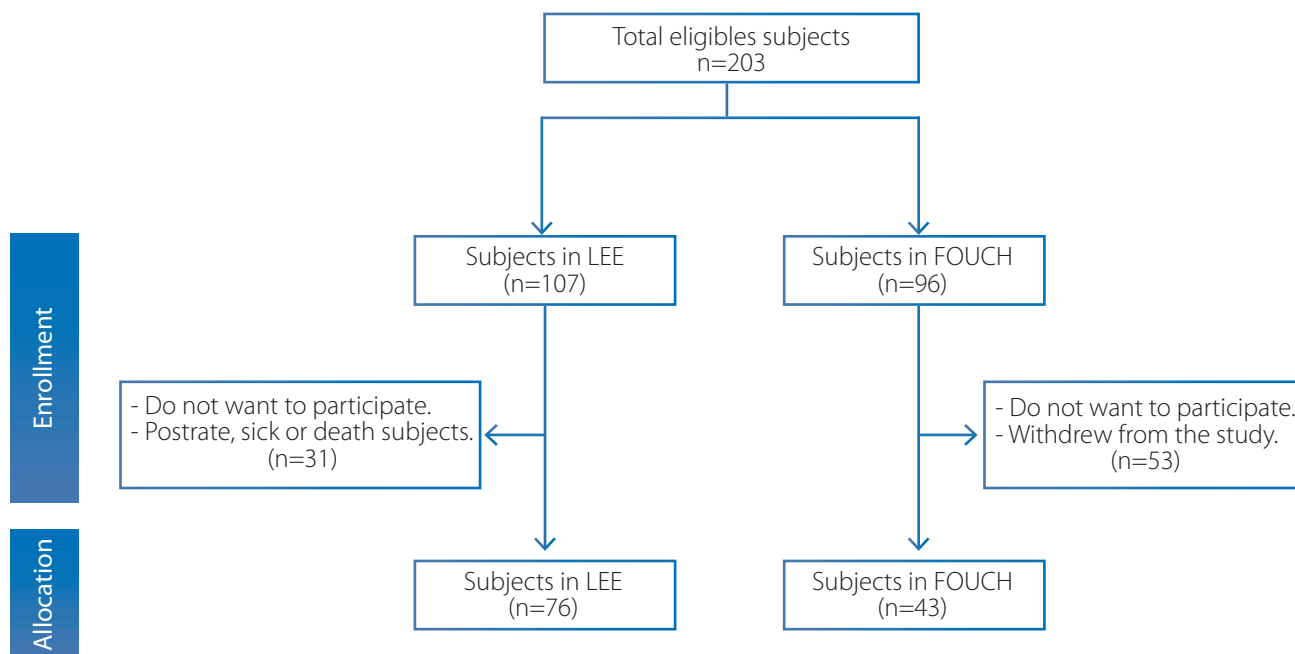 Total eligibles subjects
n=203
Enrollment
Subjects in LEE
(n=107)
Subjects in FOUCH
(n=96)
- Do not want to participate.
- Postrate, sick or death subjects.
(n=31)
- Do not want to participate.
- Withdrew from the study.
(n=53)
Allocation
Subjects in LEE
(n=76)
Subjects in FOUCH
(n=43)